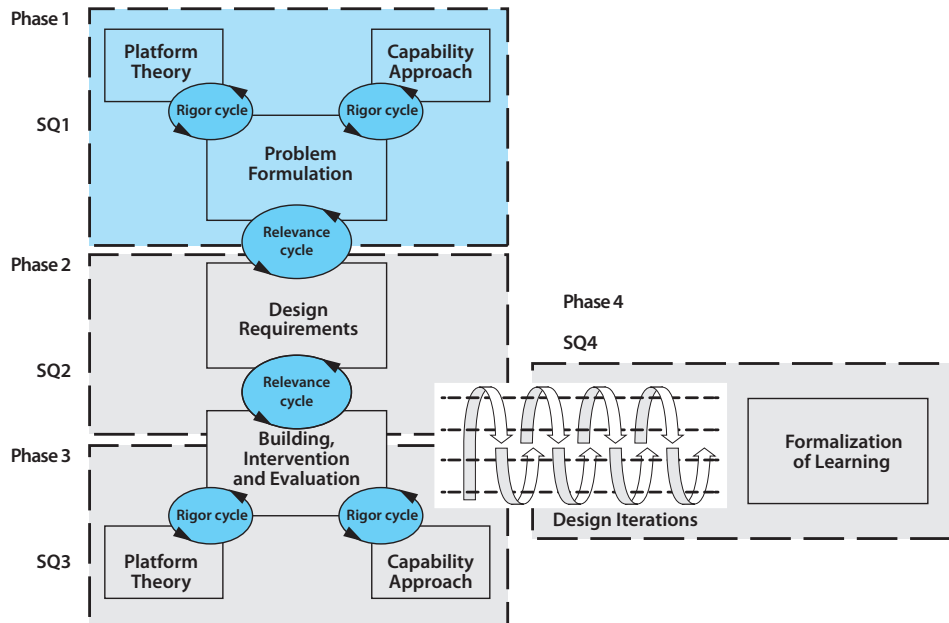 Phase 1
Platform
Theory
Capability
Approach
Rigor cycle
Rigor cycle
SQ1
Problem
Formulation
Relevance
cycle
Phase 2
Design
Requirements
SQ2
Relevance
cycle
Building,
Intervention
and Evaluation
Phase 3
Rigor cycle
Rigor cycle
SQ3
Platform
Theory
Capability
Approach
Phase 4
SQ4
Design Iterations
Formalization
of Learning